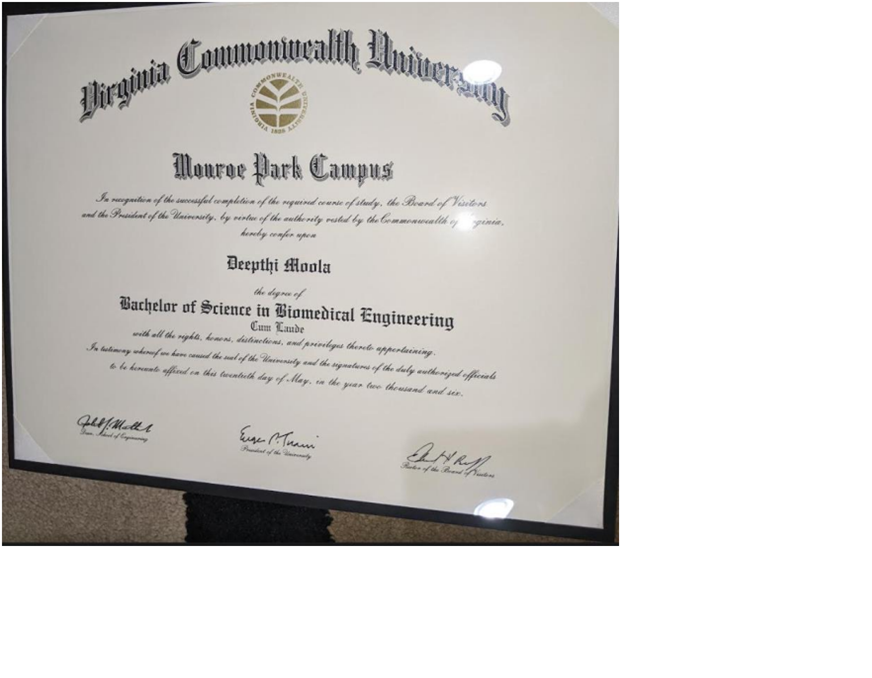 Virginia Commonwealth University
VIRGINIA COMMONWEALTH UNIVERSITY
VIRGINIA 1838
Monroe Park Campus
In recognition of the successful completion of the required course of study, the Board of Visitors
and the President of the University, by virtue of the authority vested by the Commonwealth of Virginia,
hereby confer upon
Deepthi Moola
the degree of
Bachelor of Science in Biomedical Engineering
Cum Laude
with all the rights, honors, distinctions, and privileges thereto appertaining.
In testimony whereof we have caused the seal of the University and the signatures of the duly authorized officials
to be hereunto affixed on this twentieth day of May, in the year two thousand and six.
Dean, School of Engineering
Eugene P. Trani
President of the University
Rector of the Board of Visitors